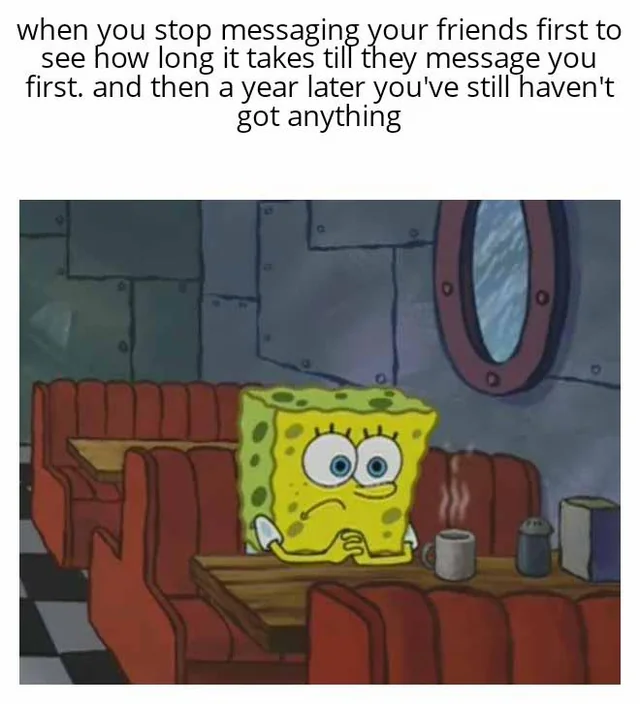 when you stop messaging your friends first to
see how long it takes till they message you
first. and then a year later you've still haven't
got anything